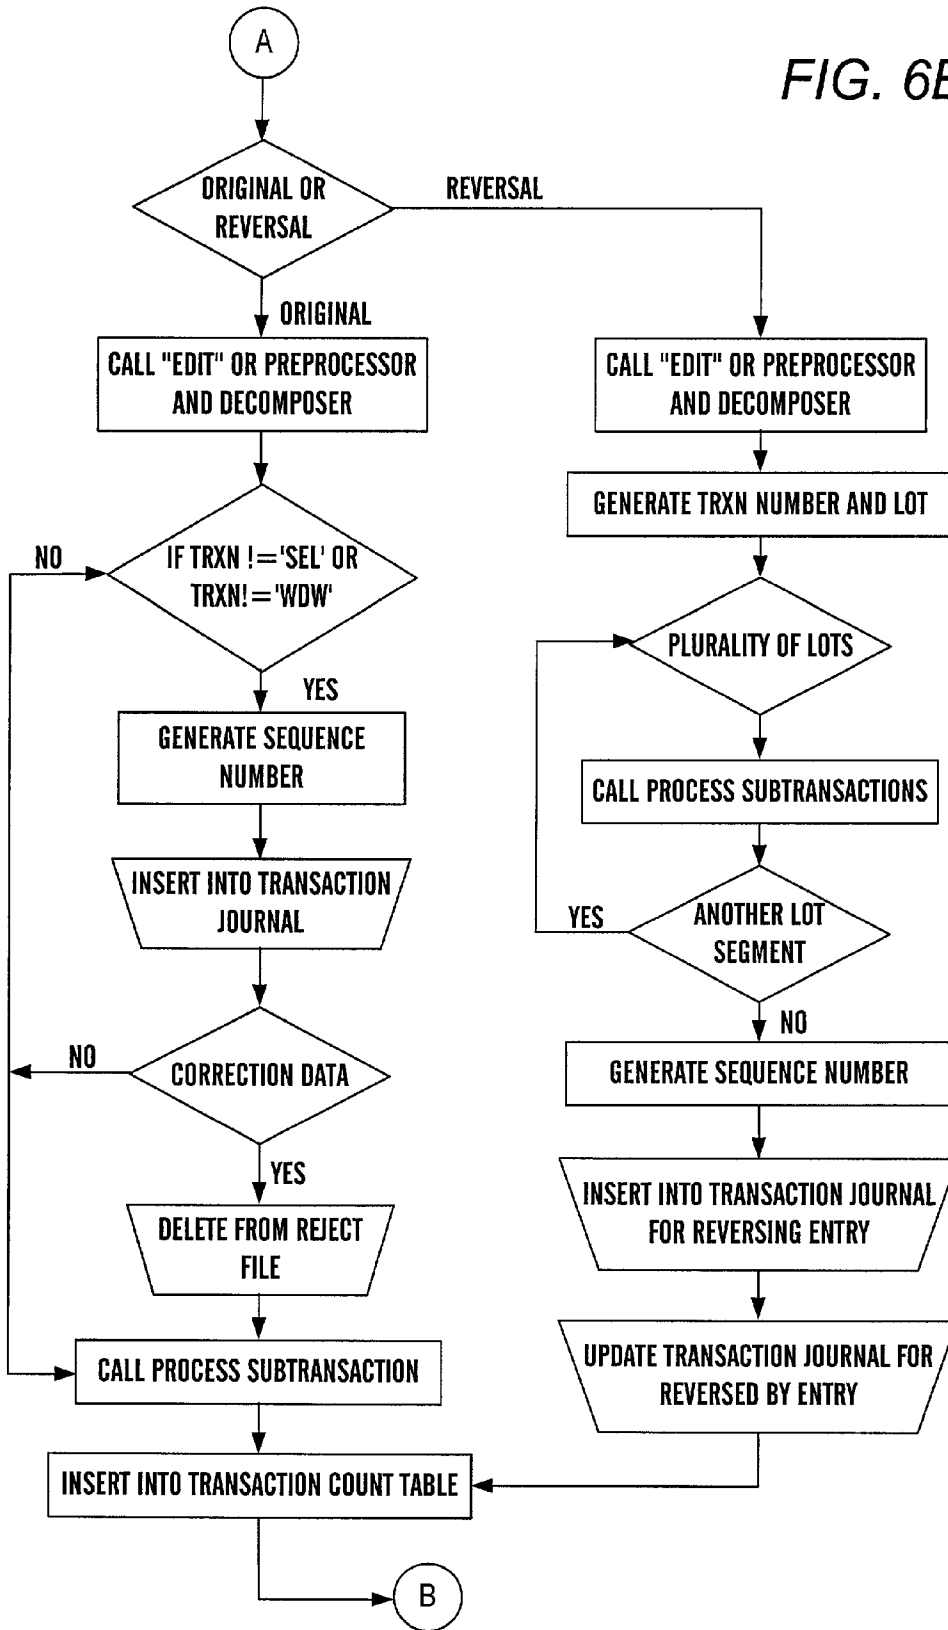 A
FIG. 6B
ORIGINAL OR
REVERSAL
REVERSAL
ORIGINAL
CALL "EDIT" OR PREPROCESSOR
AND DECOMPOSER
IF TRXN !='SEL' OR
TRXN!='WDW'
NO
YES
GENERATE SEQUENCE
NUMBER
INSERT INTO TRANSACTION
JOURNAL
CORRECTION DATA
NO
YES
DELETE FROM REJECT
FILE
CALL PROCESS SUBTRANSACTION
INSERT INTO TRANSACTION COUNT TABLE
B
CALL "EDIT" OR PREPROCESSOR
AND DECOMPOSER
GENERATE TRXN NUMBER AND LOT
PLURALITY OF LOTS
CALL PROCESS SUBTRANSACTIONS
ANOTHER LOT
SEGMENT
YES
NO
GENERATE SEQUENCE NUMBER
INSERT INTO TRANSACTION JOURNAL
FOR REVERSING ENTRY
UPDATE TRANSACTION JOURNAL FOR
REVERSED BY ENTRY